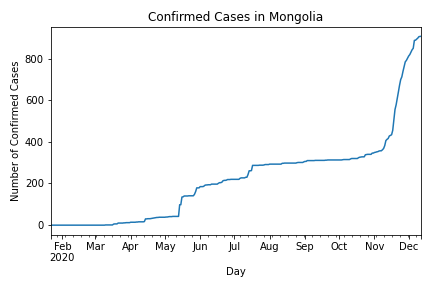 Confirmed Cases in Mongolia
Number of Confirmed Cases
800
600
400
200
0
Feb Mar Apr May Jun Jul Aug Sep Oct Nov Dec
2020
Day